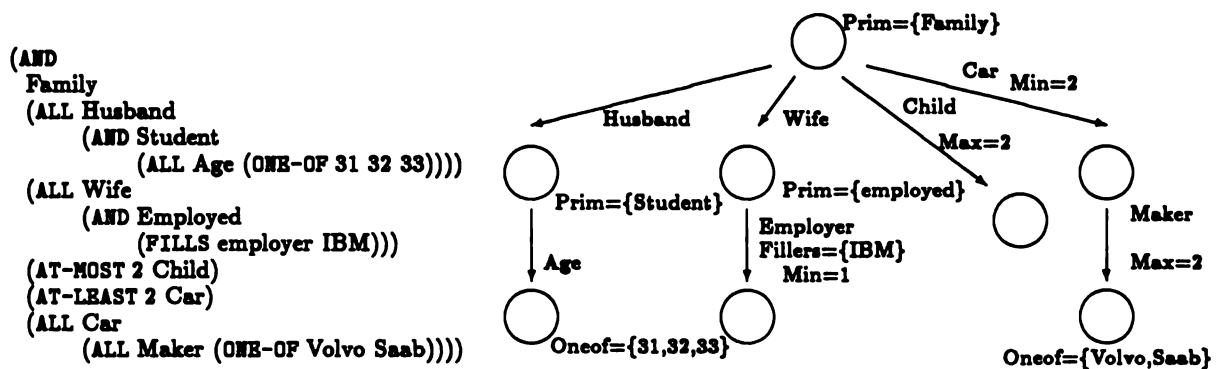 (AND
Family
(ALL Husband
(AND Student
(ALL Age (ONE-OF 31 32 33))))
(ALL Wife
(AND Employed
(FILLS employer IBM)))
(AT-MOST 2 Child)
(AT-LEAST 2 Car)
(ALL Car
(ALL Maker (ONE-OF Volvo Saab))))
Prim={Family}
Husband
Wife
Child
Max=2
Car
Min=2
Prim={Student}
Prim={employed}
Age
Employer
Fillers={IBM}
Min=1
Maker
Max=2
Oneof={31,32,33}
Oneof={Volvo,Saab}